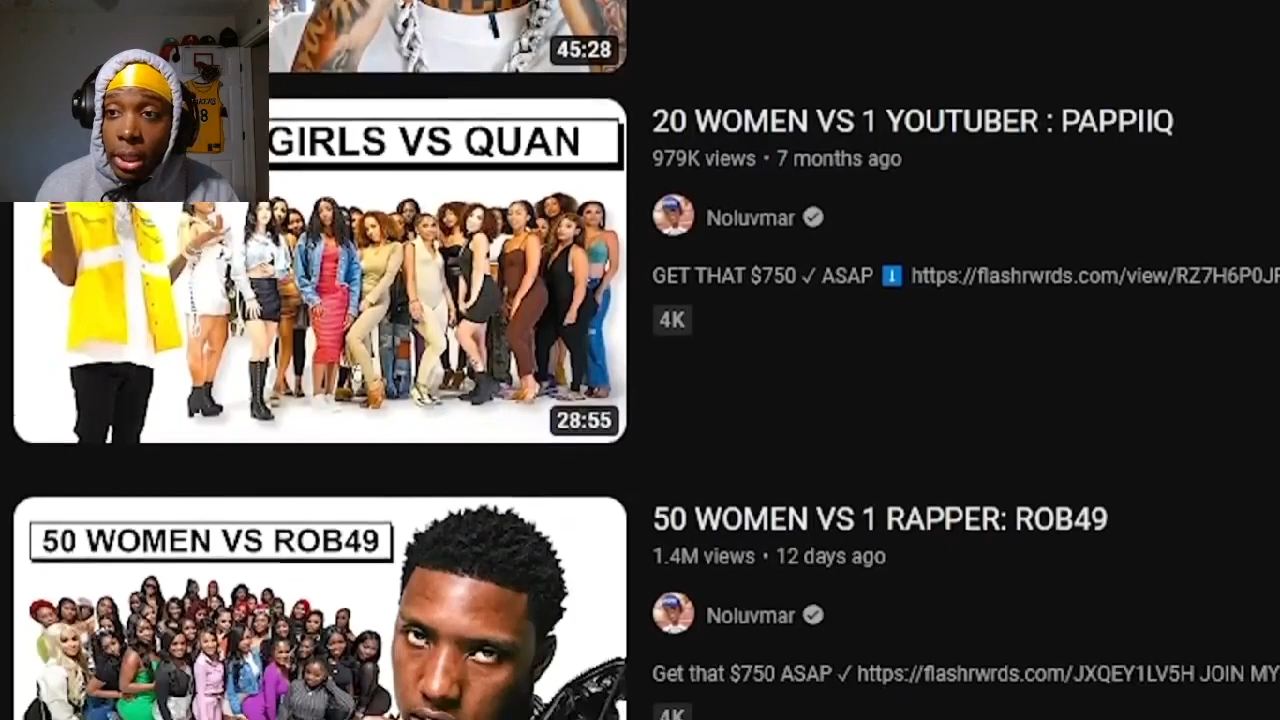 45:28
GIRLS VS QUAN
28:55
20 WOMEN VS 1 YOUTUBER : PAPPIIQ
979K views • 7 months ago
Noluvmar
GET THAT $750 ✓ ASAP ⬇ https://flashrwrds.com/view/RZ7H6P0J
4K
50 WOMEN VS ROB49
50 WOMEN VS 1 RAPPER: ROB49
1.4M views • 12 days ago
Noluvmar
Get that $750 ASAP ✓ https://flashrwrds.com/JXQEY1LV5H JOIN MY
4K